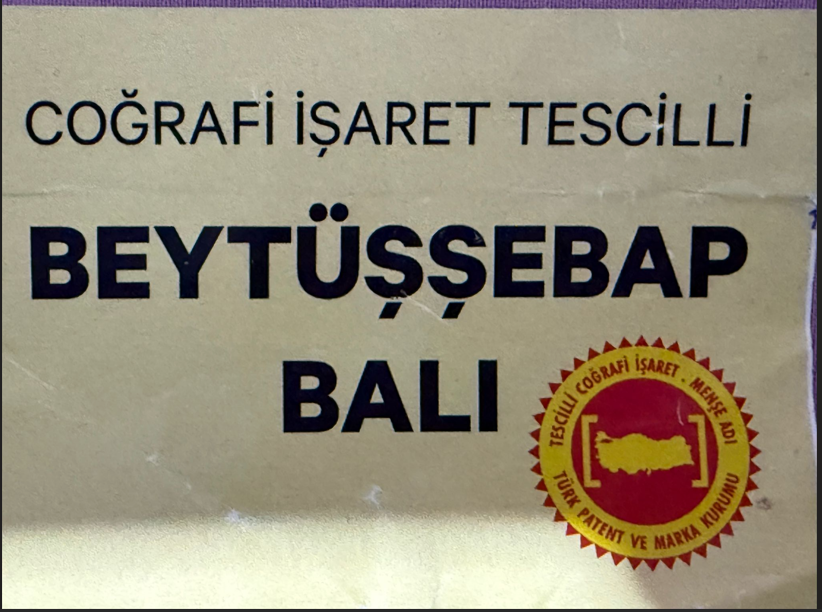 COĞRAFİ İŞARET TESCİLLİ
BEYTÜŞŞEBAP
BALI
TESCİLLİ COĞRAFİ İŞARET . MENŞE ADI
TÜRK PATENT VE MARKA KURUMU